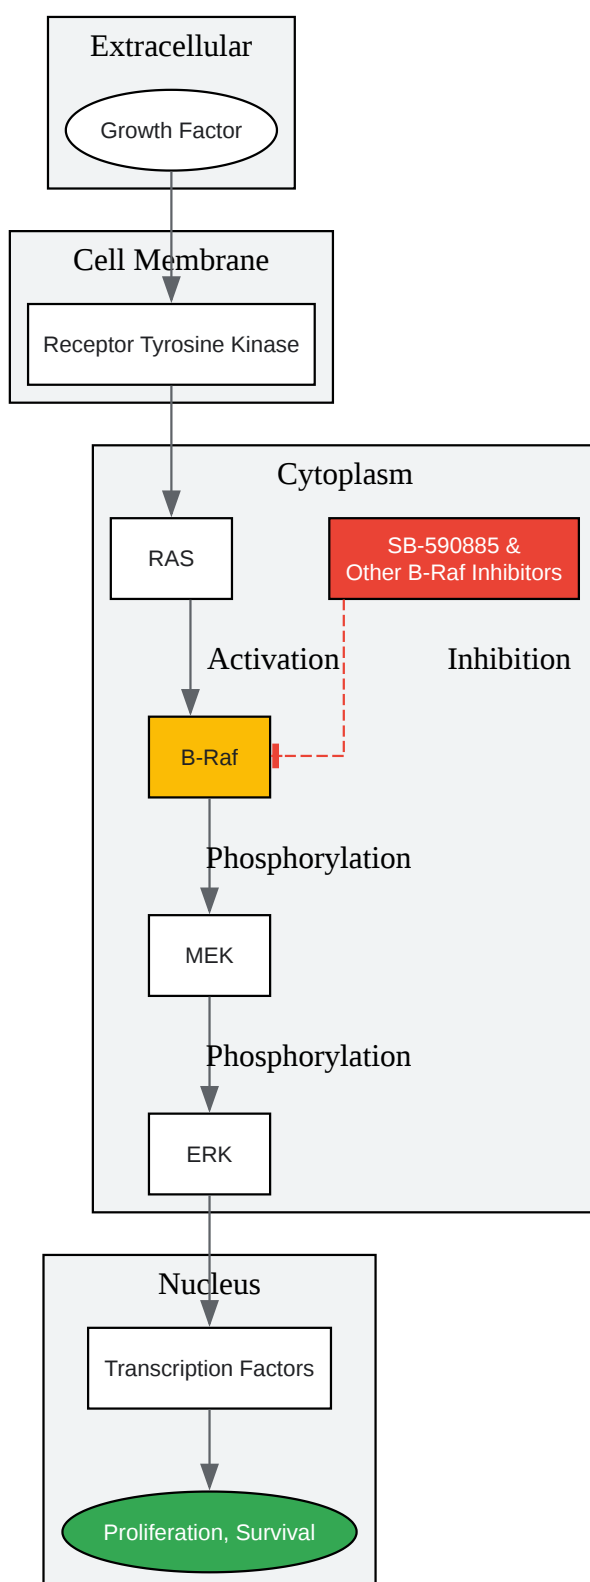 Extracellular
Growth Factor
Cell Membrane
Receptor Tyrosine Kinase
Cytoplasm
RAS
SB-590885 &
Other B-Raf Inhibitors
Activation
Inhibition
B-Raf
Phosphorylation
MEK
Phosphorylation
ERK
Nucleus
Transcription Factors
Proliferation, Survival